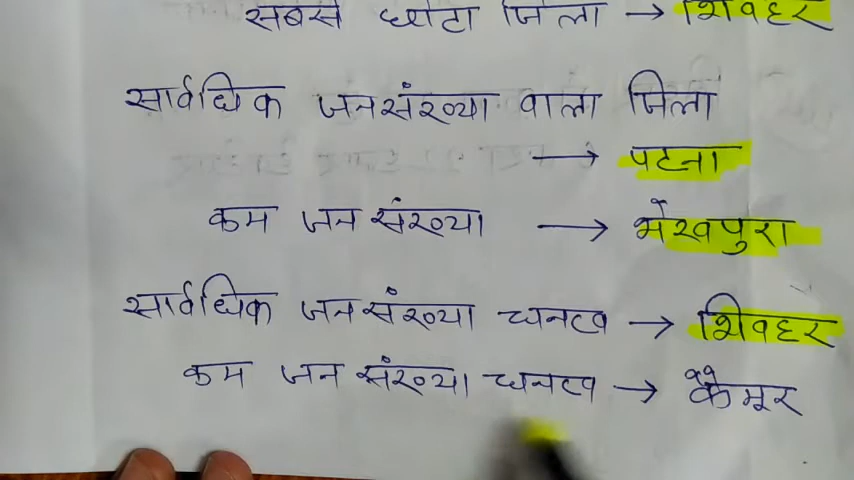 सबसे छोटा जिला → शिवहर
सार्वधिक जनसंख्या वाला जिला
→ पटना
कम जनसंख्या → शेखपुरा
सार्वधिक जनसंख्या घनत्व → शिवहर
कम जनसंख्या घनत्व → कैमूर